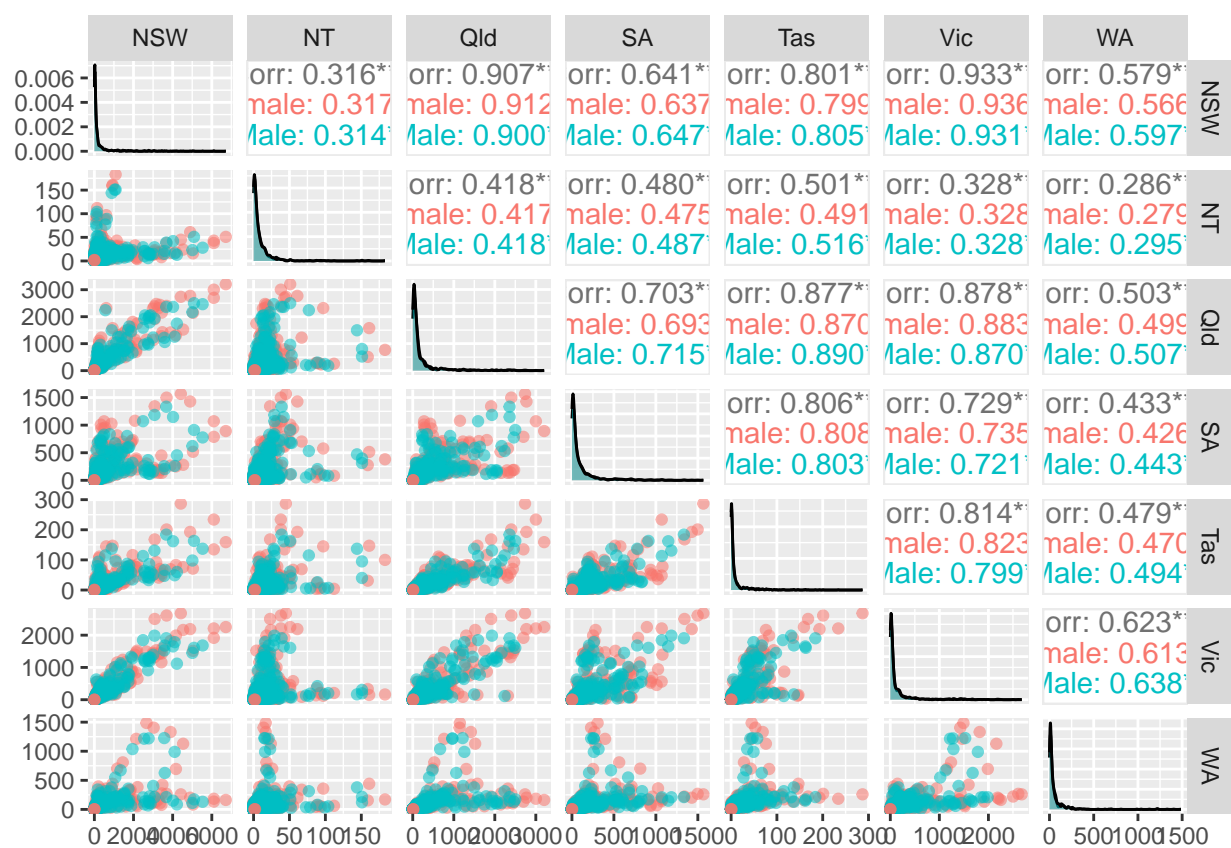 NSW NT Qld SA Tas Vic WA
0.006
0.004
0.002
0.000
orr: 0.316* orr: 0.907* orr: 0.641* orr: 0.801* orr: 0.933* orr: 0.579*
male: 0.317 male: 0.912 male: 0.637 male: 0.799 male: 0.936 male: 0.566
Male: 0.314* Male: 0.900* Male: 0.647* Male: 0.805* Male: 0.931* Male: 0.597*
NSW
150
100
50
0
orr: 0.418* orr: 0.480* orr: 0.501* orr: 0.328* orr: 0.286*
male: 0.417 male: 0.475 male: 0.491 male: 0.328 male: 0.279
Male: 0.418* Male: 0.487* Male: 0.516* Male: 0.328* Male: 0.295*
NT
3000
2000
1000
0
orr: 0.703* orr: 0.877* orr: 0.878* orr: 0.503*
male: 0.693 male: 0.870 male: 0.883 male: 0.499
Male: 0.715* Male: 0.890* Male: 0.870* Male: 0.507*
Qld
1500
1000
500
0
orr: 0.806* orr: 0.729* orr: 0.433*
male: 0.808 male: 0.735 male: 0.426
Male: 0.803* Male: 0.721* Male: 0.443*
SA
300
200
100
0
orr: 0.814* orr: 0.479*
male: 0.823 male: 0.470
Male: 0.799* Male: 0.494*
Tas
2000
1000
0
orr: 0.623*
male: 0.613
Male: 0.638*
Vic
1500
1000
500
0
WA
0 2000 4000 6000 0 50 100 150 0 1000 2000 3000 0 500 1000 1500 0 100 200 300 0 1000 2000 0 500 1000 1500